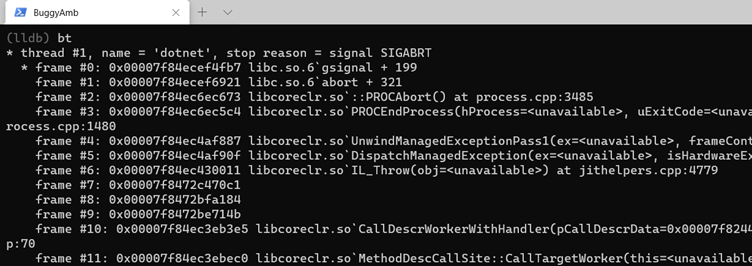 BuggyAmb
(lldb) bt
* thread #1, name = 'dotnet', stop reason = signal SIGABRT
  * frame #0: 0x00007f84ecef4fb7 libc.so.6`gsignal + 199
    frame #1: 0x00007f84ecef6921 libc.so.6`abort + 321
    frame #2: 0x00007f84ec6ec673 libcoreclr.so`::PROCAbort() at process.cpp:3485
    frame #3: 0x00007f84ec6ec5c4 libcoreclr.so`PROCEndProcess(hProcess=<unavailable>, uExitCode=<unava
rocess.cpp:1480
    frame #4: 0x00007f84ec4af887 libcoreclr.so`UnwindManagedExceptionPass1(ex=<unavailable>, frameCont
    frame #5: 0x00007f84ec4af90f libcoreclr.so`DispatchManagedException(ex=<unavailable>, isHardwareEx
    frame #6: 0x00007f84ec430011 libcoreclr.so`IL_Throw(obj=<unavailable>) at jithelpers.cpp:4779
    frame #7: 0x00007f8472c470c1
    frame #8: 0x00007f8472bfa184
    frame #9: 0x00007f8472be714b
    frame #10: 0x00007f84ec3eb3e5 libcoreclr.so`CallDescrWorkerWithHandler(pCallDescrData=0x00007f8244
p:70
    frame #11: 0x00007f84ec3ebec0 libcoreclr.so`MethodDescCallSite::CallTargetWorker(this=<unavailable